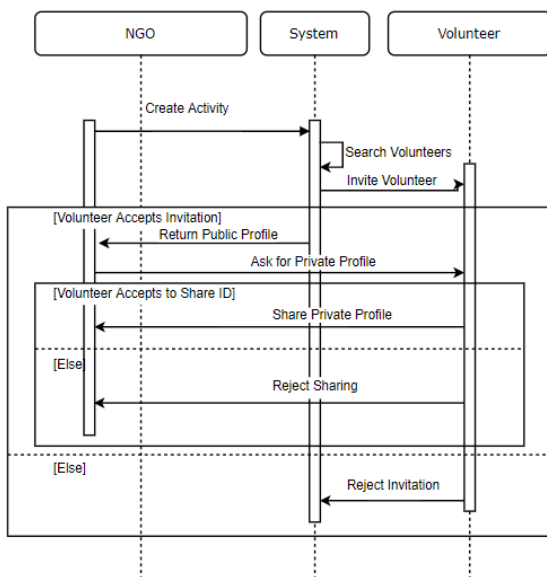 NGO
System
Volunteer
Create Activity
Search Volunteers
Invite Volunteer
[Volunteer Accepts Invitation]
Return Public Profile
Ask for Private Profile
[Volunteer Accepts to Share ID]
Share Private Profile
[Else]
Reject Sharing
[Else]
Reject Invitation